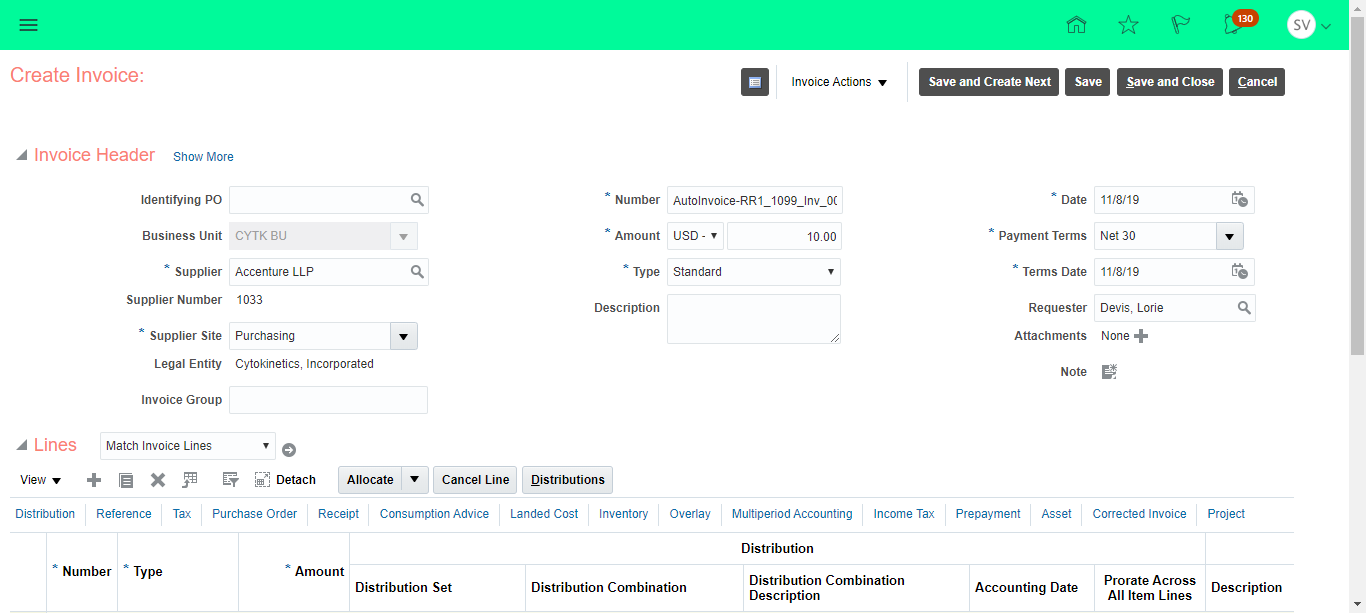 130
SV
Create Invoice:
Invoice Actions
Save and Create Next
Save
Save and Close
Cancel
Invoice Header
Show More
Identifying PO
* Number AutoInvoice-RR1_1099_Inv_00
* Date 11/8/19
Business Unit CYTK BU
* Amount USD - 10.00
* Payment Terms Net 30
* Supplier Accenture LLP
* Type Standard
* Terms Date 11/8/19
Supplier Number 1033
Description
Requester Devis, Lorie
* Supplier Site Purchasing
Attachments None
Legal Entity Cytokinetics, Incorporated
Note
Invoice Group
Lines
Match Invoice Lines
View
Detach
Allocate
Cancel Line
Distributions
Distribution Reference Tax Purchase Order Receipt Consumption Advice Landed Cost Inventory Overlay Multiperiod Accounting Income Tax Prepayment Asset Corrected Invoice Project
Distribution
* Number
* Type
* Amount
Distribution Set
Distribution Combination
Distribution Combination
Description
Accounting Date
Prorate Across
All Item Lines
Description